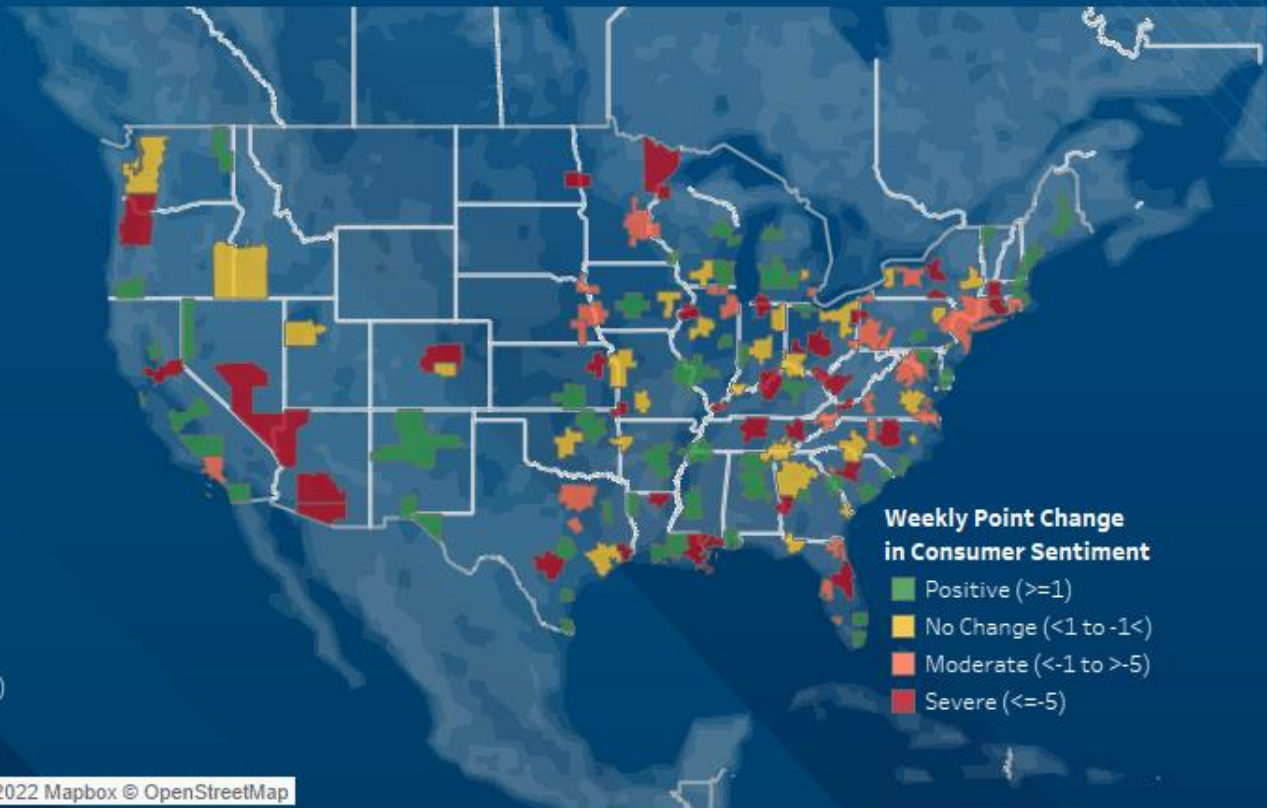 Weekly Point Change
in Consumer Sentiment
Positive (>=1)
No Change (<1 to -1<)
Moderate (<-1 to >-5)
Severe (<=-5)
)
2022 Mapbox © OpenStreetMap